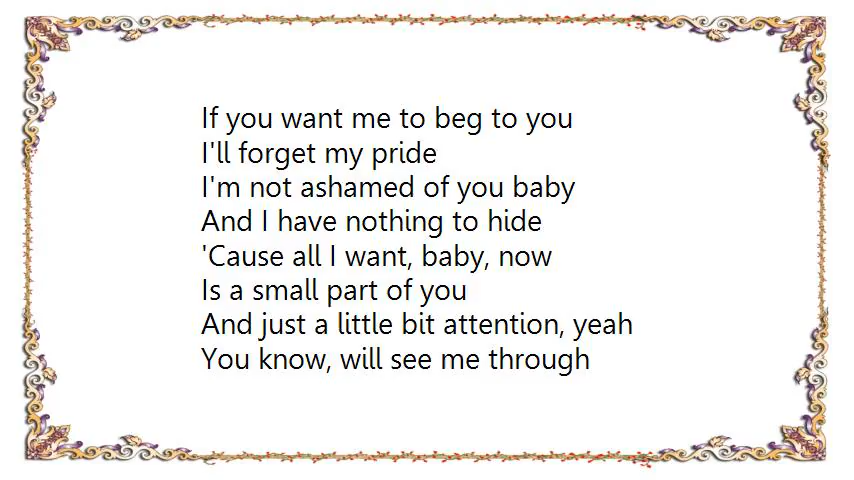 If you want me to beg to you
I'll forget my pride
I'm not ashamed of you baby
And I have nothing to hide
'Cause all I want, baby, now
Is a small part of you
And just a little bit attention, yeah
You know, will see me through